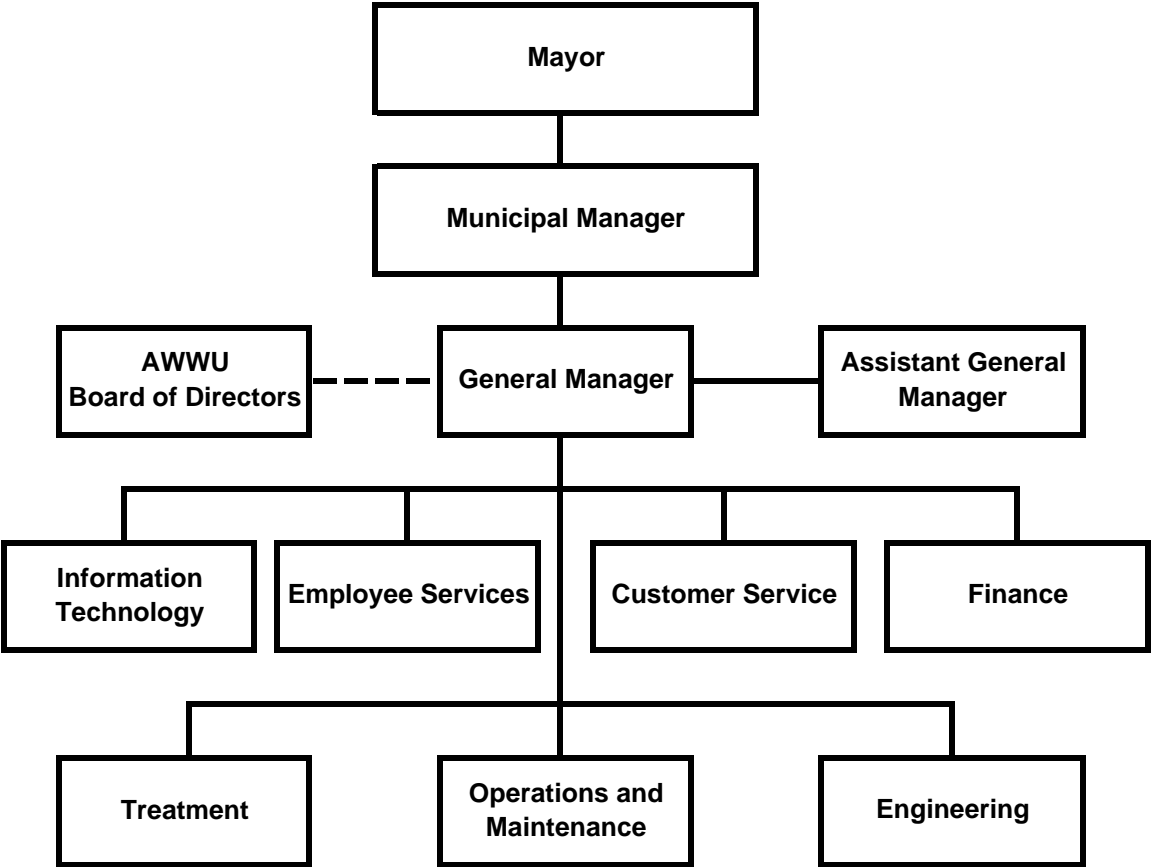 Mayor
Municipal Manager
AWWU
Board of Directors
General Manager
Assistant General
Manager
Information
Technology
Employee Services
Customer Service
Finance
Treatment
Operations and
Maintenance
Engineering